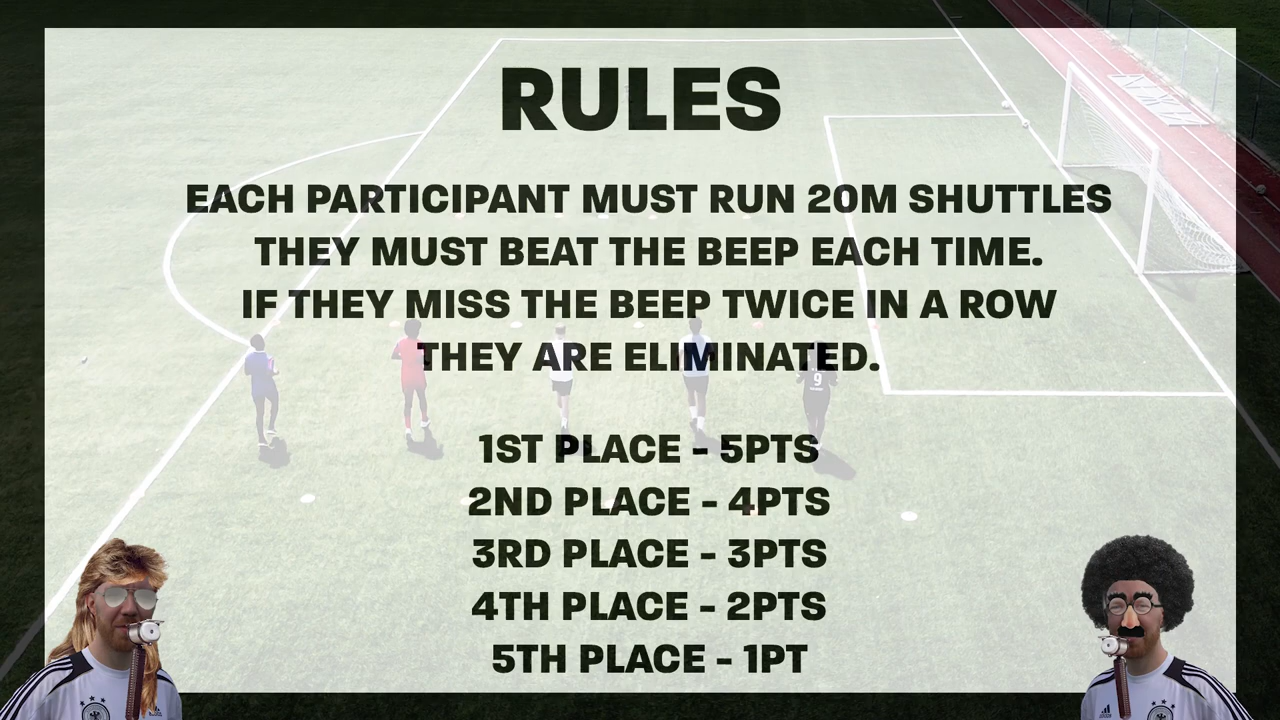 RULES
EACH PARTICIPANT MUST RUN 20M SHUTTLES
THEY MUST BEAT THE BEEP EACH TIME.
IF THEY MISS THE BEEP TWICE IN A ROW
THEY ARE ELIMINATED.
1ST PLACE - 5PTS
2ND PLACE - 4PTS
3RD PLACE - 3PTS
4TH PLACE - 2PTS
5TH PLACE - 1PT
9